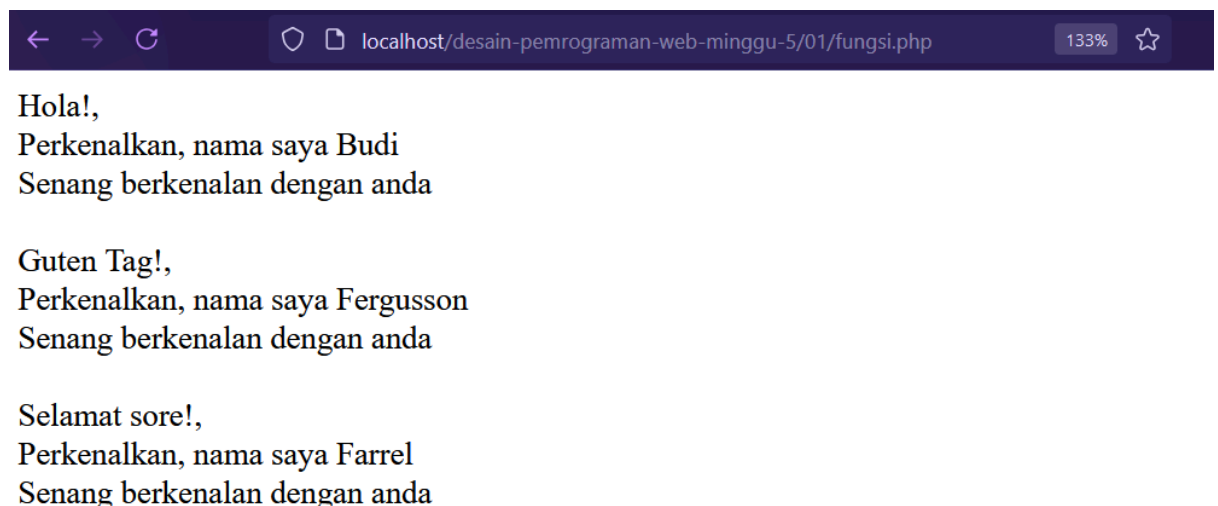 localhost/desain-pemrograman-web-minggu-5/01/fungsi.php 133%
Hola!,
Perkenalkan, nama saya Budi
Senang berkenalan dengan anda
Guten Tag!,
Perkenalkan, nama saya Fergusson
Senang berkenalan dengan anda
Selamat sore!,
Perkenalkan, nama saya Farrel
Senang berkenalan dengan anda